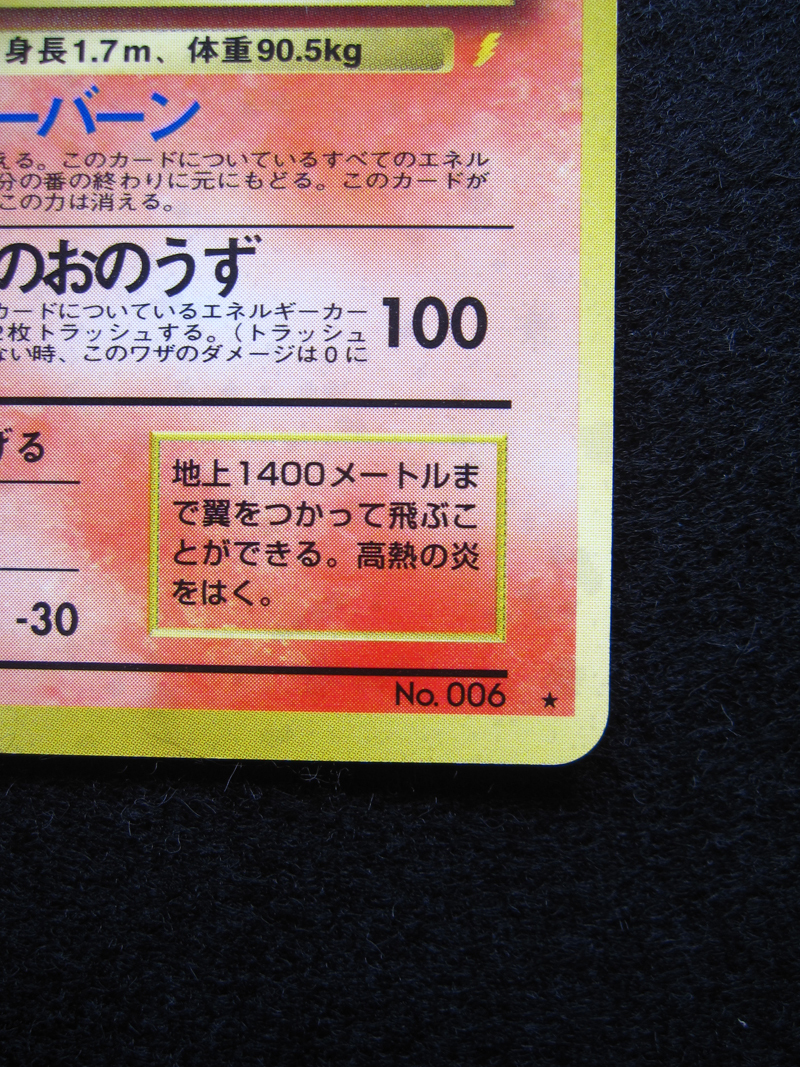 身長1.7m、体重90.5kg
ーバーン
える。このカードについているすべてのエネル
分の番の終わりに元にもどる。このカードが
この力は消える。
のおのうず
カードについているエネルギーカー
2枚トラッシュする。（トラッシュ
ない時、このワザのダメージは0に
100
げる
地上1400メートルま
で翼をつかって飛ぶこ
とができる。高熱の炎
をはく。
-30
No. 006 ★